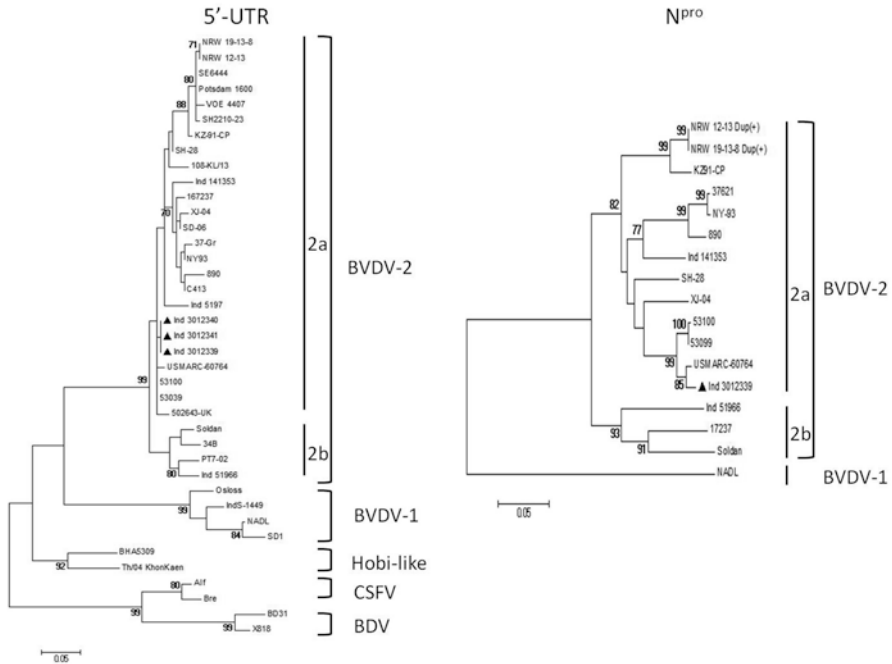 5'-UTR
71
NRW 19-13-8
NRW 12-13
SE6444
80
Potsdam 1600
VOE 4407
88
SH2210-23
KZ-91-CP
SH-28
108-KL/13
Ind 141353
167237
70
XJ-04
SD-06
37-Gr
NY93
890
C413
Ind 5197
▲ Ind 3012340
▲ Ind 3012341
▲ Ind 3012339
USMARC-60764
99
53100
53039
502643-UK
Soldan
34B
PT7-02
80
Ind 51966
Osloss
99
IndS-1449
NADL
84
SD1
BHA5309
92
Th/04 KhonKaen
80
Alf
Bre
99
BD31
99
X818
0.05
2a
2b
BVDV-2
BVDV-1
Hobi-like
CSFV
BDV
Npro
99
NRW 12-13 Dup(+)
99
NRW 19-13-8 Dup(+)
KZ91-CP
82
99
37621
99
NY-93
890
77
Ind 141353
SH-28
XJ-04
100
53100
53099
99
USMARC-60764
85
▲ Ind 3012339
Ind 51966
93
17237
91
Soldan
NADL
0.05
2a
2b
BVDV-2
BVDV-1